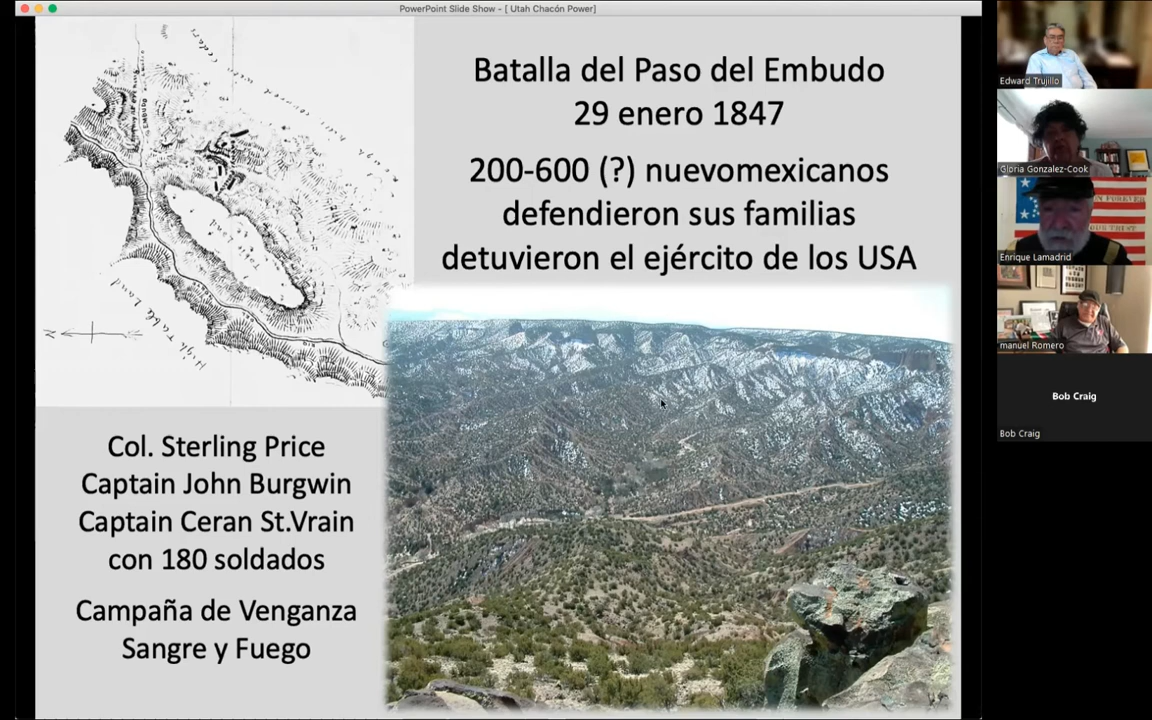 PowerPoint Slide Show - [ Utah Chacón Power]
Batalla del Paso del Embudo
29 enero 1847
200-600 (?) nuevomexicanos
defendieron sus familias
detuvieron el ejército de los USA
EMBUDO
High Table Land
Col. Sterling Price
Captain John Burgwin
Captain Ceran St.Vrain
con 180 soldados
Campaña de Venganza
Sangre y Fuego
Edward Trujillo
Gloria Gonzalez-Cook
Enrique Lamadrid
manuel Romero
Bob Craig
Bob Craig